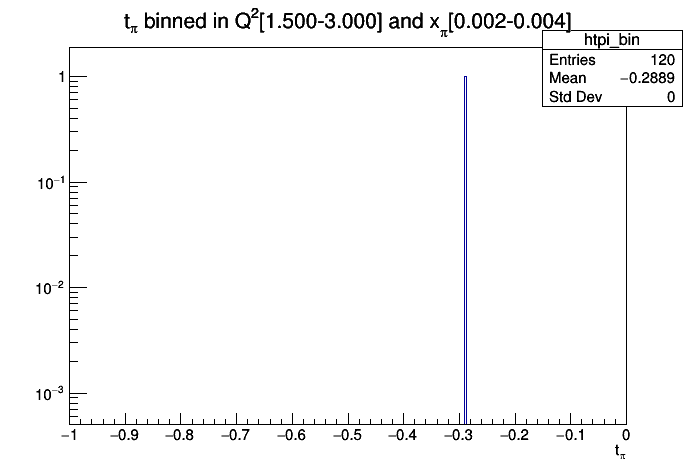 t_π binned in Q²[1.500-3.000] and x_π[0.002-0.004]
htpi_bin
Entries 120
Mean −0.2889
Std Dev 0
1
10⁻¹
10⁻²
10⁻³
−1 −0.9 −0.8 −0.7 −0.6 −0.5 −0.4 −0.3 −0.2 −0.1 0
t_π